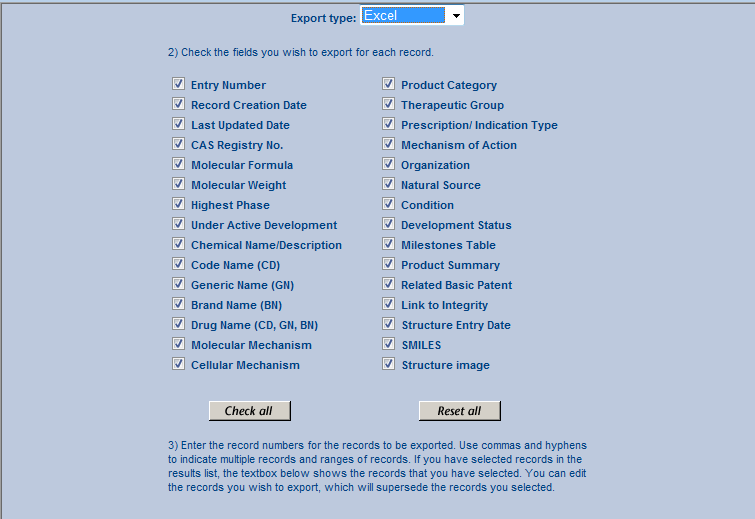 Export type: Excel
2) Check the fields you wish to export for each record.
Entry Number
Record Creation Date
Last Updated Date
CAS Registry No.
Molecular Formula
Molecular Weight
Highest Phase
Under Active Development
Chemical Name/Description
Code Name (CD)
Generic Name (GN)
Brand Name (BN)
Drug Name (CD, GN, BN)
Molecular Mechanism
Cellular Mechanism
Product Category
Therapeutic Group
Prescription/ Indication Type
Mechanism of Action
Organization
Natural Source
Condition
Development Status
Milestones Table
Product Summary
Related Basic Patent
Link to Integrity
Structure Entry Date
SMILES
Structure image
Check all
Reset all
3) Enter the record numbers for the records to be exported. Use commas and hyphens
to indicate multiple records and ranges of records. If you have selected records in the
results list, the textbox below shows the records that you have selected. You can edit
the records you wish to export, which will supersede the records you selected.